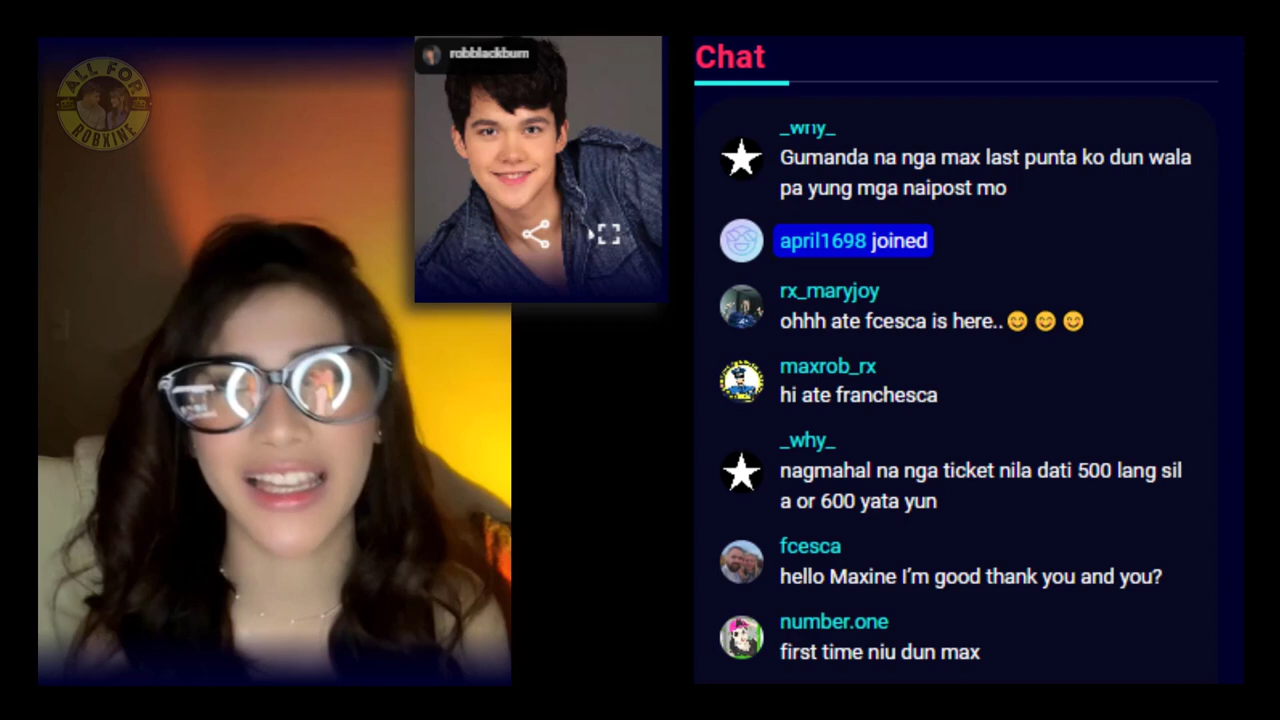 ALL FOR
ROBXINE
robblackburn
Chat
_why_
Gumanda na nga max last punta ko dun wala
pa yung mga naipost mo
april1698 joined
rx_maryjoy
ohhh ate fcesca is here..😊 😊 😊
maxrob_rx
hi ate franchesca
_why_
nagmahal na nga ticket nila dati 500 lang sil
a or 600 yata yun
fcesca
hello Maxine I’m good thank you and you?
number.one
first time niu dun max